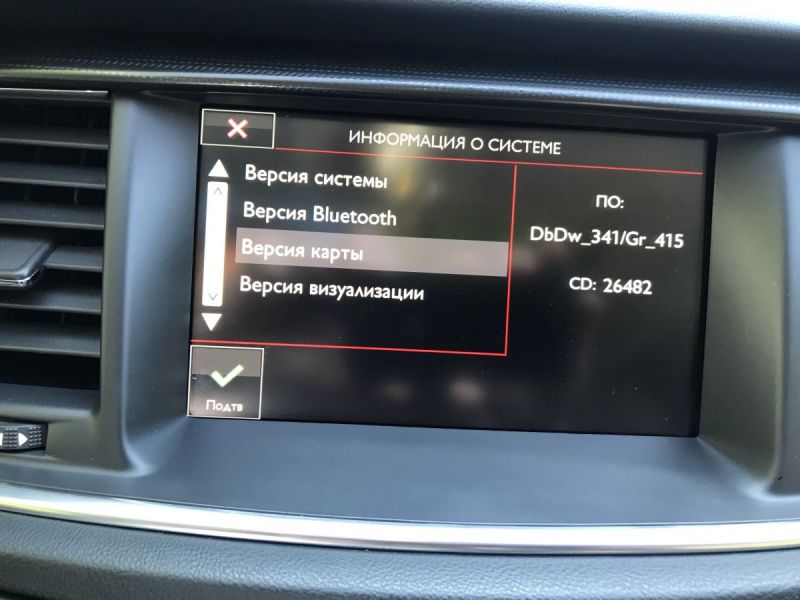 ИНФОРМАЦИЯ О СИСТЕМЕ
Версия системы
Версия Bluetooth
Версия карты
Версия визуализации
ПО:
DbDw_341/Gr_415
CD: 26482
Подтв